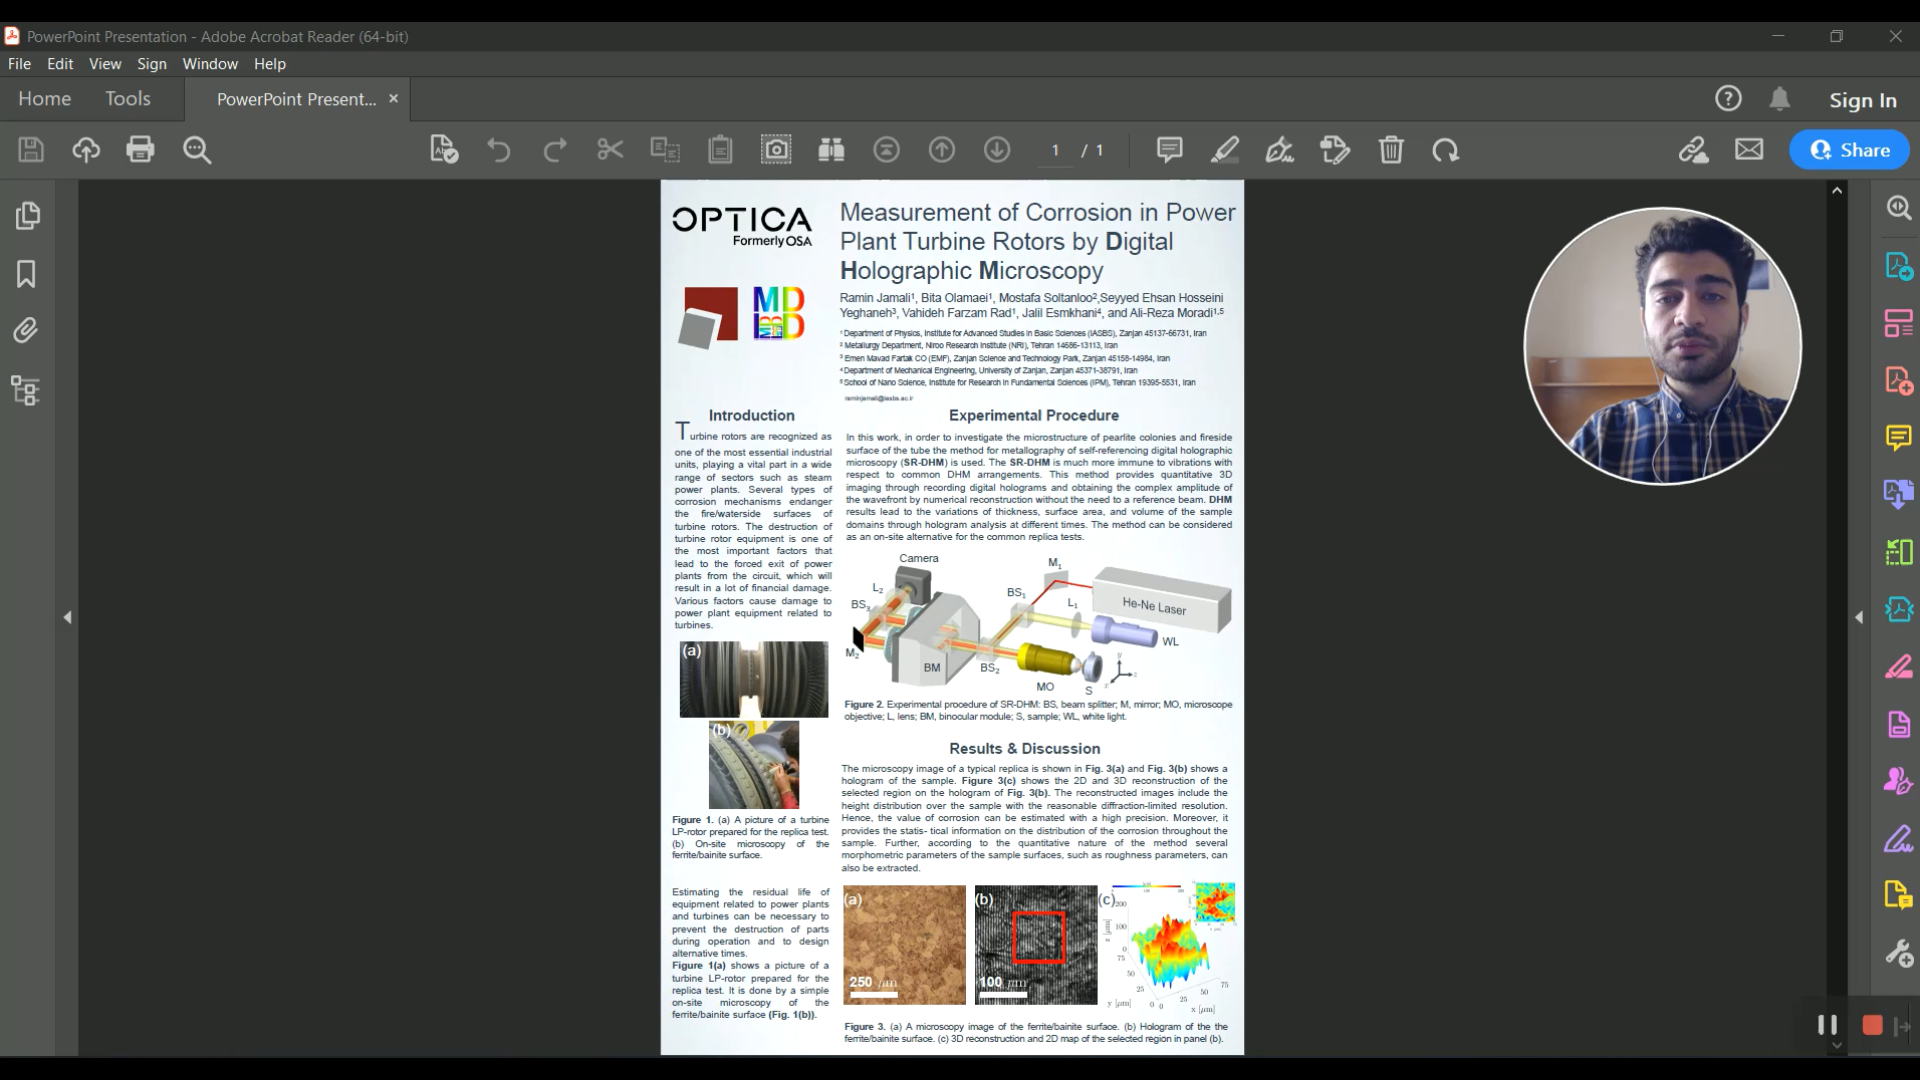 PowerPoint Presentation - Adobe Acrobat Reader (64-bit)
File Edit View Sign Window Help
Home Tools PowerPoint Present... ×
Sign In
1 / 1
Share
OPTICA
Formerly OSA
MD
Measurement of Corrosion in Power
Plant Turbine Rotors by Digital
Holographic Microscopy
Ramin Jamali¹, Bita Olamaei¹, Mostafa Soltanloo²,Seyyed Ehsan Hosseini
Yeghaneh³, Vahideh Farzam Rad¹, Jalil Esmkhani⁴, and Ali-Reza Moradi¹,⁵
¹ Department of Physics, Institute for Advanced Studies in Basic Sciences (IASBS), Zanjan 45137-66731, Iran
² Metallurgy Department, Niroo Research Institute (NRI), Tehran 14686-13113, Iran
³ Emen Mavad Fartak CO (EMF), Zanjan Science and Technology Park, Zanjan 45158-14984, Iran
⁴ Department of Mechanical Engineering, University of Zanjan, Zanjan 45371-38791, Iran
⁵ School of Nano Science, Institute for Research in Fundamental Sciences (IPM), Tehran 19395-5531, Iran
raminjamali@iasbs.ac.ir
Introduction
Turbine rotors are recognized as
one of the most essential industrial
units, playing a vital part in a wide
range of sectors such as steam
power plants. Several types of
corrosion mechanisms endanger
the fire/waterside surfaces of
turbine rotors. The destruction of
turbine rotor equipment is one of
the most important factors that
lead to the forced exit of power
plants from the circuit, which will
result in a lot of financial damage.
Various factors cause damage to
power plant equipment related to
turbines.
(a)
(b)
Figure 1. (a) A picture of a turbine
LP-rotor prepared for the replica test.
(b) On-site microscopy of the
ferrite/bainite surface.
Estimating the residual life of
equipment related to power plants
and turbines can be necessary to
prevent the destruction of parts
during operation and to design
alternative times.
Figure 1(a) shows a picture of a
turbine LP-rotor prepared for the
replica test. It is done by a simple
on-site microscopy of the
ferrite/bainite surface (Fig. 1(b)).
Experimental Procedure
In this work, in order to investigate the microstructure of pearlite colonies and fireside
surface of the tube the method for metallography of self-referencing digital holographic
microscopy (SR-DHM) is used. The SR-DHM is much more immune to vibrations with
respect to common DHM arrangements. This method provides quantitative 3D
imaging through recording digital holograms and obtaining the complex amplitude of
the wavefront by numerical reconstruction without the need to a reference beam. DHM
results lead to the variations of thickness, surface area, and volume of the sample
domains through hologram analysis at different times. The method can be considered
as an on-site alternative for the common replica tests.
Camera
M₁
L₂
BS₁
L₁
He-Ne Laser
BS₃
WL
M₂
BM
BS₂
MO
S
y
z
x
Figure 2. Experimental procedure of SR-DHM: BS, beam splitter; M, mirror; MO, microscope
objective; L, lens; BM, binocular module; S, sample; WL, white light.
Results & Discussion
The microscopy image of a typical replica is shown in Fig. 3(a) and Fig. 3(b) shows a
hologram of the sample. Figure 3(c) shows the 2D and 3D reconstruction of the
selected region on the hologram of Fig. 3(b). The reconstructed images include the
height distribution over the sample with the reasonable diffraction-limited resolution.
Hence, the value of corrosion can be estimated with a high precision. Moreover, it
provides the statis- tical information on the distribution of the corrosion throughout the
sample. Further, according to the quantitative nature of the method several
morphometric parameters of the sample surfaces, such as roughness parameters, can
also be extracted.
(a)
250 μm
(b)
100 μm
(c)
200
100
0
z [μm]
75
50
25
0
y [μm]
0
25
50
75
x [μm]
Figure 3. (a) A microscopy image of the ferrite/bainite surface. (b) Hologram of the the
ferrite/bainite surface. (c) 3D reconstruction and 2D map of the selected region in panel (b).